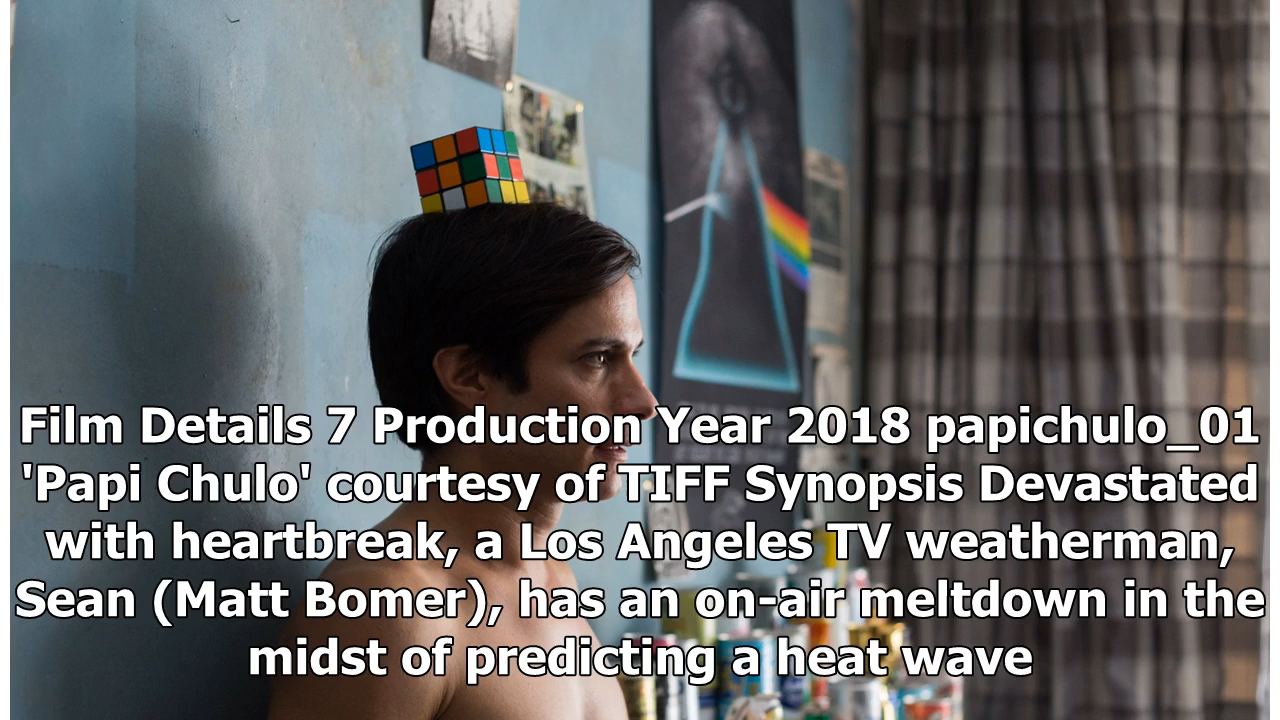 Film Details 7 Production Year 2018 papichulo_01
'Papi Chulo' courtesy of TIFF Synopsis Devastated
with heartbreak, a Los Angeles TV weatherman,
Sean (Matt Bomer), has an on-air meltdown in the
midst of predicting a heat wave